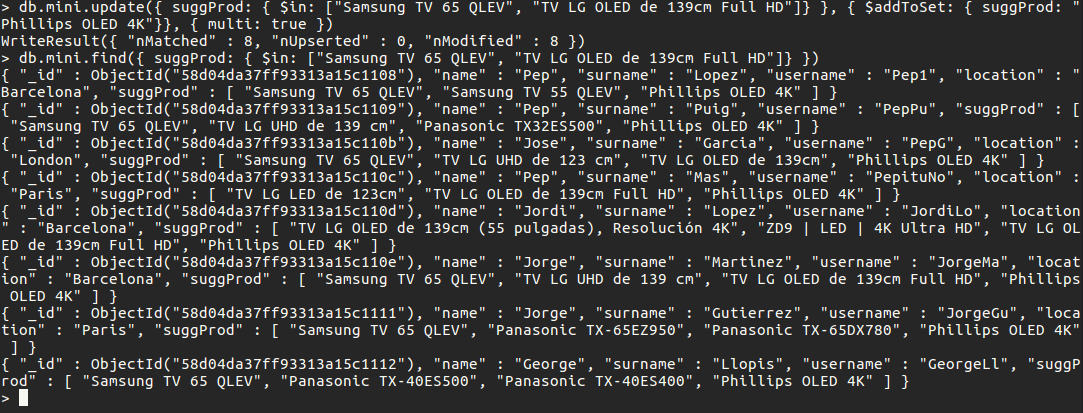 > db.mini.update({ suggProd: { $in: ["Samsung TV 65 QLEV", "TV LG OLED de 139cm Full HD"]} }, { $addToSet: { suggProd: "
Phillips OLED 4K"}}, { multi: true })
WriteResult({ "nMatched" : 8, "nUpserted" : 0, "nModified" : 8 })
> db.mini.find({ suggProd: { $in: ["Samsung TV 65 QLEV", "TV LG OLED de 139cm Full HD"]} })
{ "_id" : ObjectId("58d04da37ff93313a15c1108"), "name" : "Pep", "surname" : "Lopez", "username" : "Pep1", "location" : "
Barcelona", "suggProd" : [ "Samsung TV 65 QLEV", "Samsung TV 55 QLEV", "Phillips OLED 4K" ] }
{ "_id" : ObjectId("58d04da37ff93313a15c1109"), "name" : "Pep", "surname" : "Puig", "username" : "PepPu", "suggProd" : [
 "Samsung TV 65 QLEV", "TV LG UHD de 139 cm", "Panasonic TX32ES500", "Phillips OLED 4K" ] }
{ "_id" : ObjectId("58d04da37ff93313a15c110b"), "name" : "Jose", "surname" : "Garcia", "username" : "PepG", "location" :
 "London", "suggProd" : [ "Samsung TV 65 QLEV", "TV LG UHD de 123 cm", "TV LG OLED de 139cm", "Phillips OLED 4K" ] }
{ "_id" : ObjectId("58d04da37ff93313a15c110c"), "name" : "Pep", "surname" : "Mas", "username" : "PepituNo", "location" :
 "Paris", "suggProd" : [ "TV LG LED de 123cm", "TV LG OLED de 139cm Full HD", "Phillips OLED 4K" ] }
{ "_id" : ObjectId("58d04da37ff93313a15c110d"), "name" : "Jordi", "surname" : "Lopez", "username" : "JordiLo", "location
" : "Barcelona", "suggProd" : [ "TV LG OLED de 139cm (55 pulgadas), Resolución 4K", "ZD9 | LED | 4K Ultra HD", "TV LG OL
ED de 139cm Full HD", "Phillips OLED 4K" ] }
{ "_id" : ObjectId("58d04da37ff93313a15c110e"), "name" : "Jorge", "surname" : "Martinez", "username" : "JorgeMa", "locat
ion" : "Barcelona", "suggProd" : [ "Samsung TV 65 QLEV", "TV LG UHD de 139 cm", "TV LG OLED de 139cm Full HD", "Phillips
 OLED 4K" ] }
{ "_id" : ObjectId("58d04da37ff93313a15c1111"), "name" : "Jorge", "surname" : "Gutierrez", "username" : "JorgeGu", "loca
tion" : "Paris", "suggProd" : [ "Samsung TV 65 QLEV", "Panasonic TX-65EZ950", "Panasonic TX-65DX780", "Phillips OLED 4K"
 ] }
{ "_id" : ObjectId("58d04da37ff93313a15c1112"), "name" : "George", "surname" : "Llopis", "username" : "GeorgeLl", "suggP
rod" : [ "Samsung TV 65 QLEV", "Panasonic TX-40ES500", "Panasonic TX-40ES400", "Phillips OLED 4K" ] }
>